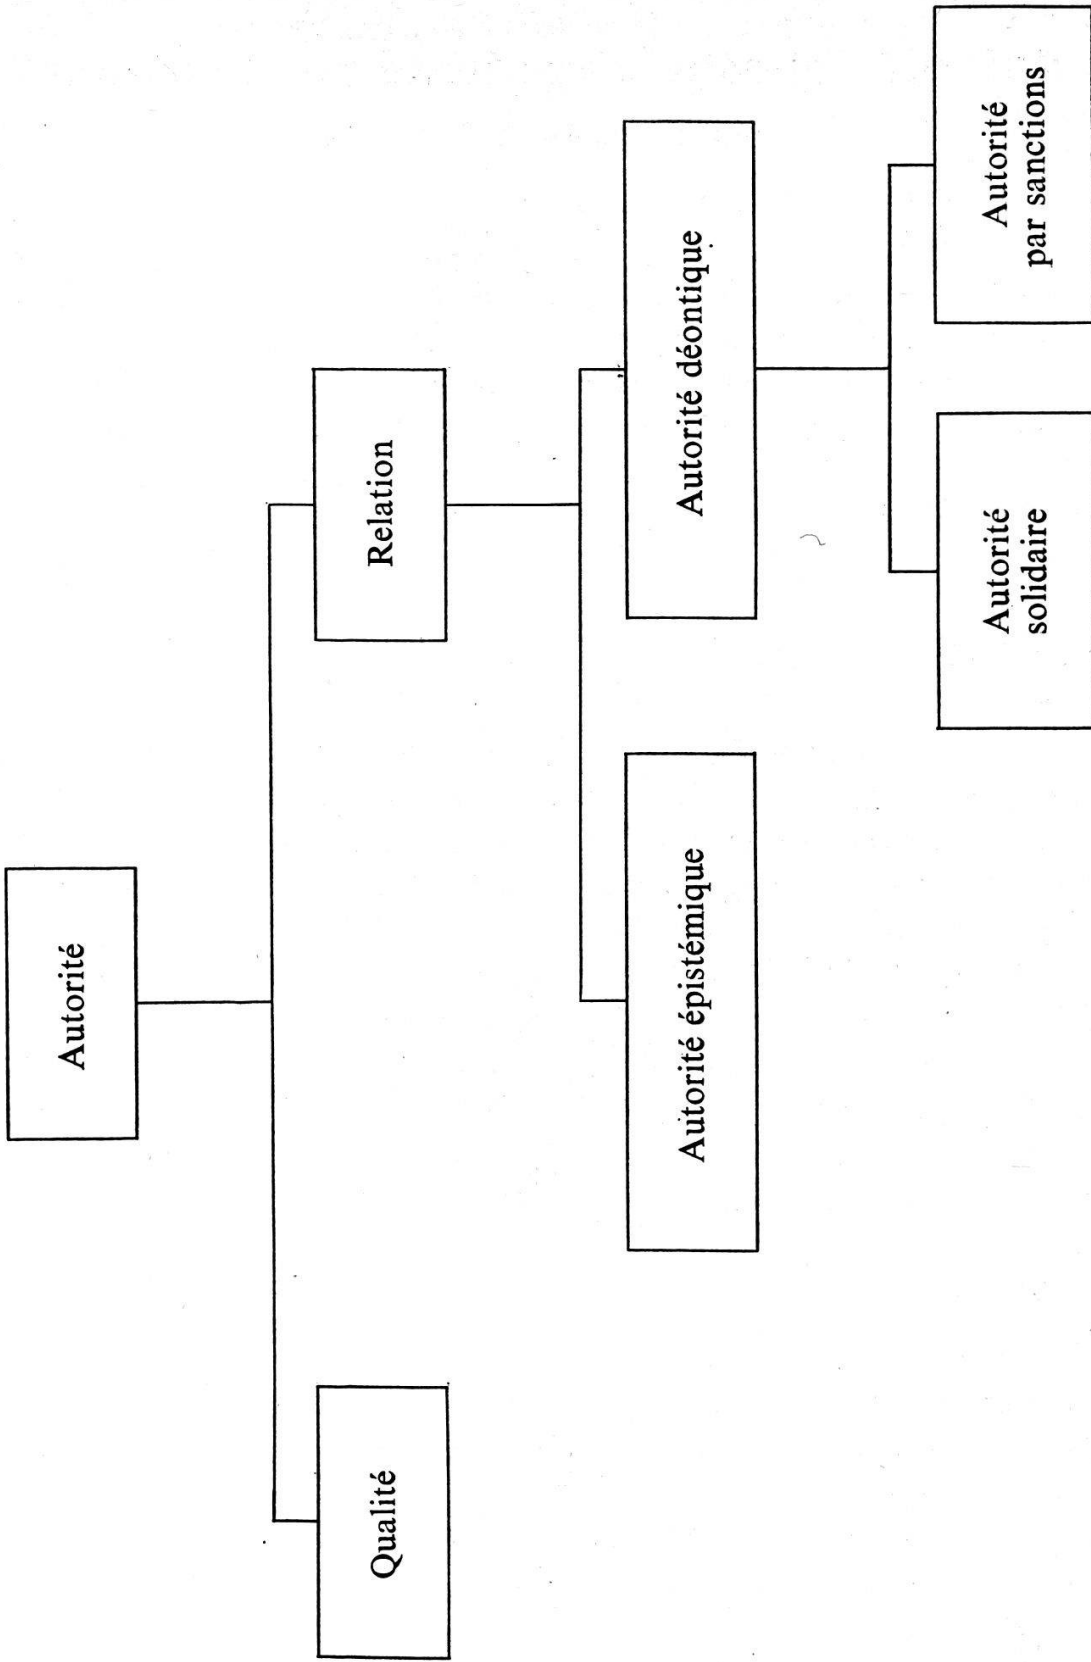 Autorité
Qualité
Relation
Autorité épistémique
Autorité déontique
Autorité
solidaire
Autorité
par sanctions